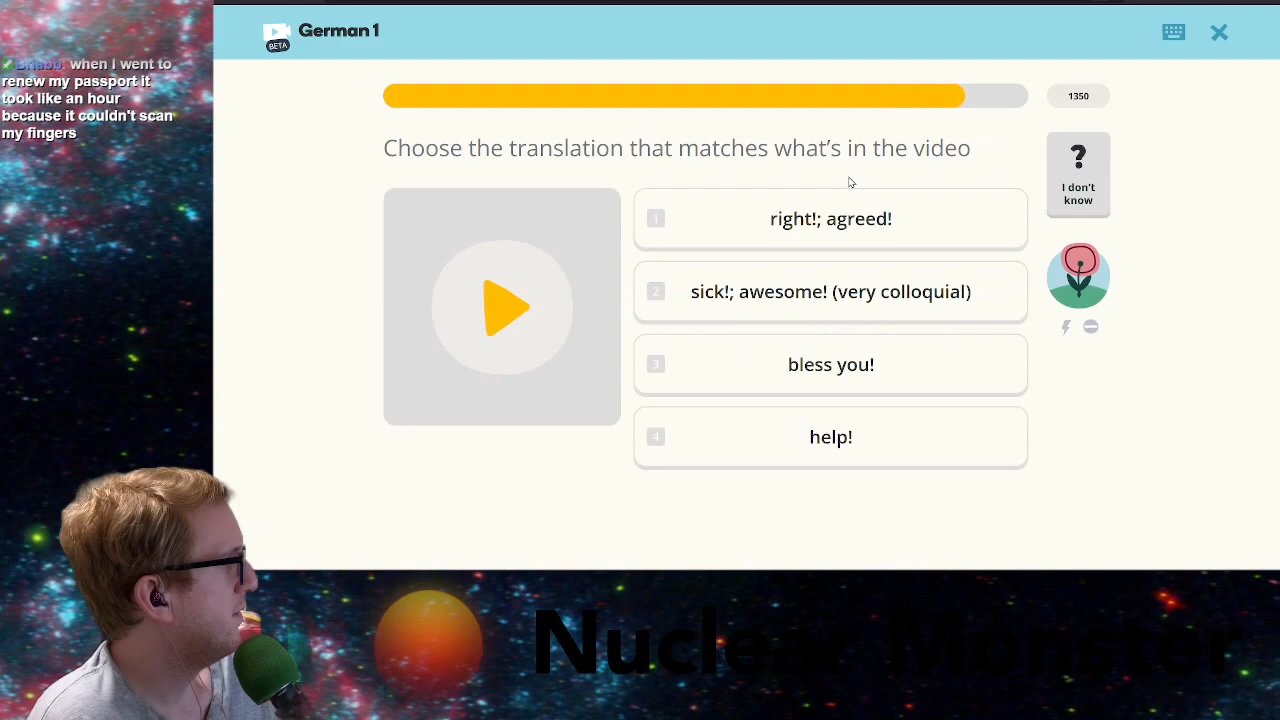 German 1
BETA
when I went to
renew my passport it
took like an hour
because it couldn't scan
my fingers
1350
Choose the translation that matches what's in the video
?
I don't
know
1 right!; agreed!
2 sick!; awesome! (very colloquial)
3 bless you!
4 help!
Nuclear Monster